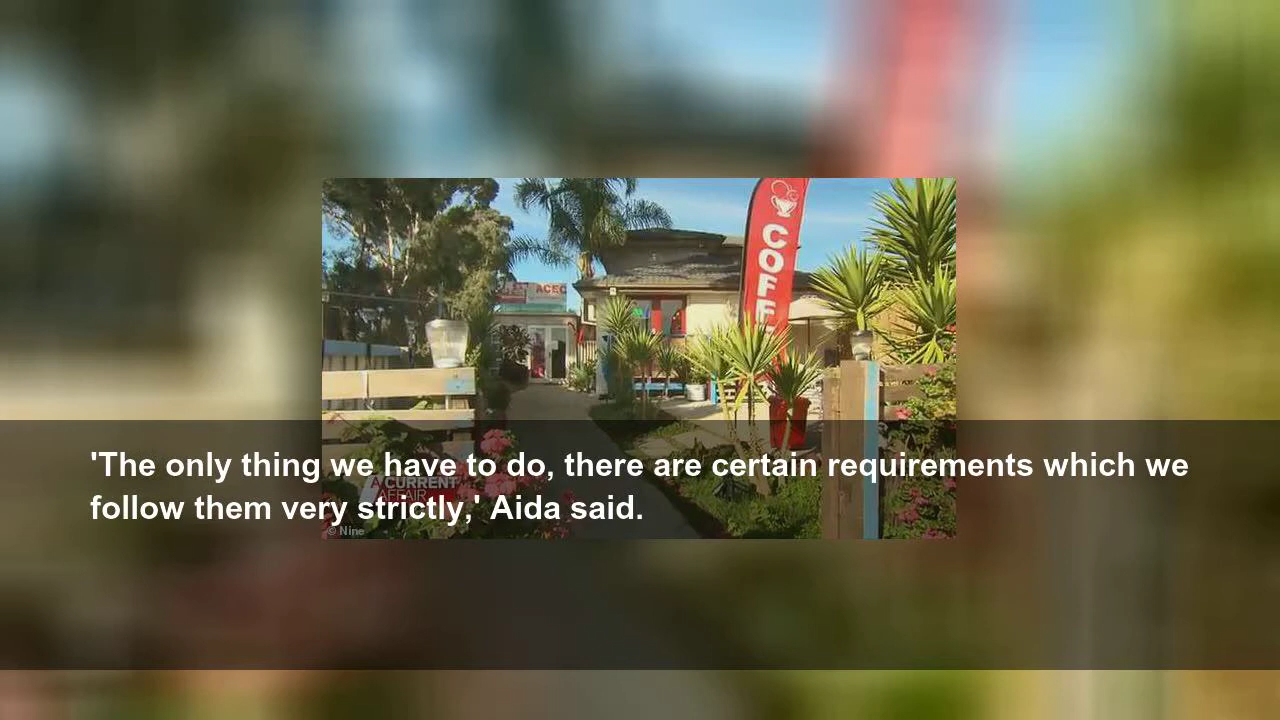 COFF
'The only thing we have to do, there are certain requirements which we
follow them very strictly,' Aida said.
A CURRENT
AFFAIR
© Nine